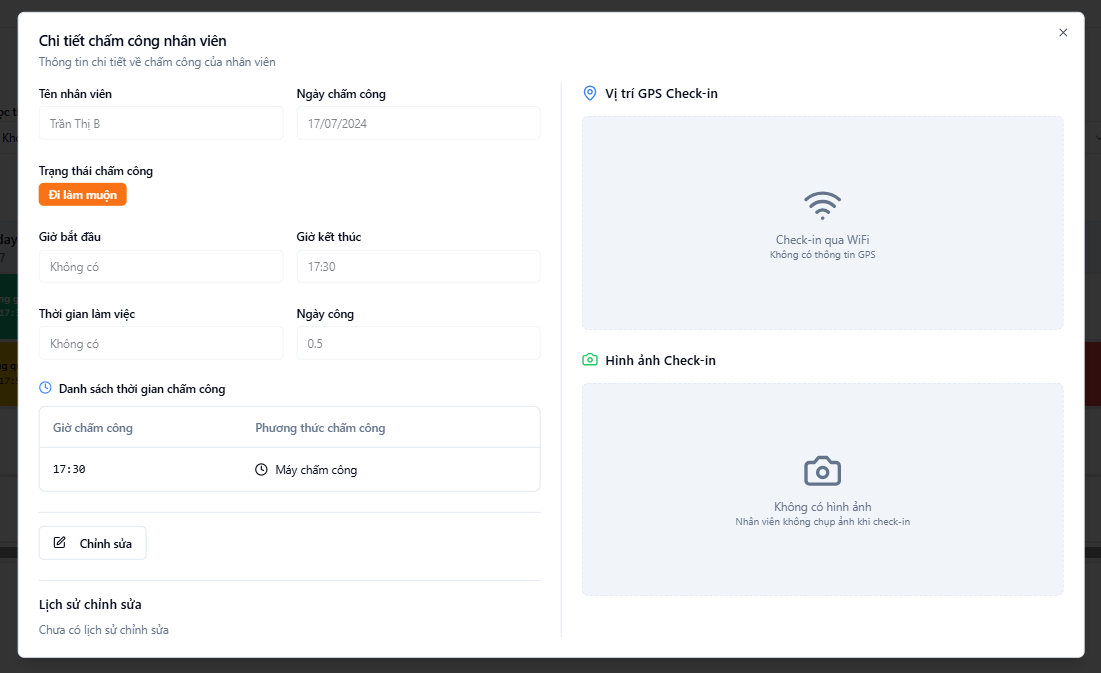 Chi tiết chấm công nhân viên
Thông tin chi tiết về chấm công của nhân viên
Tên nhân viên
Ngày chấm công
Trần Thị B
17/07/2024
Trạng thái chấm công
Đi làm muộn
Giờ bắt đầu
Giờ kết thúc
Không có
17:30
Thời gian làm việc
Ngày công
Không có
0.5
Danh sách thời gian chấm công
Giờ chấm công
Phương thức chấm công
17:30
Máy chấm công
Chỉnh sửa
Lịch sử chỉnh sửa
Chưa có lịch sử chỉnh sửa
Vị trí GPS Check-in
Check-in qua WiFi
Không có thông tin GPS
Hình ảnh Check-in
Không có hình ảnh
Nhân viên không chụp ảnh khi check-in